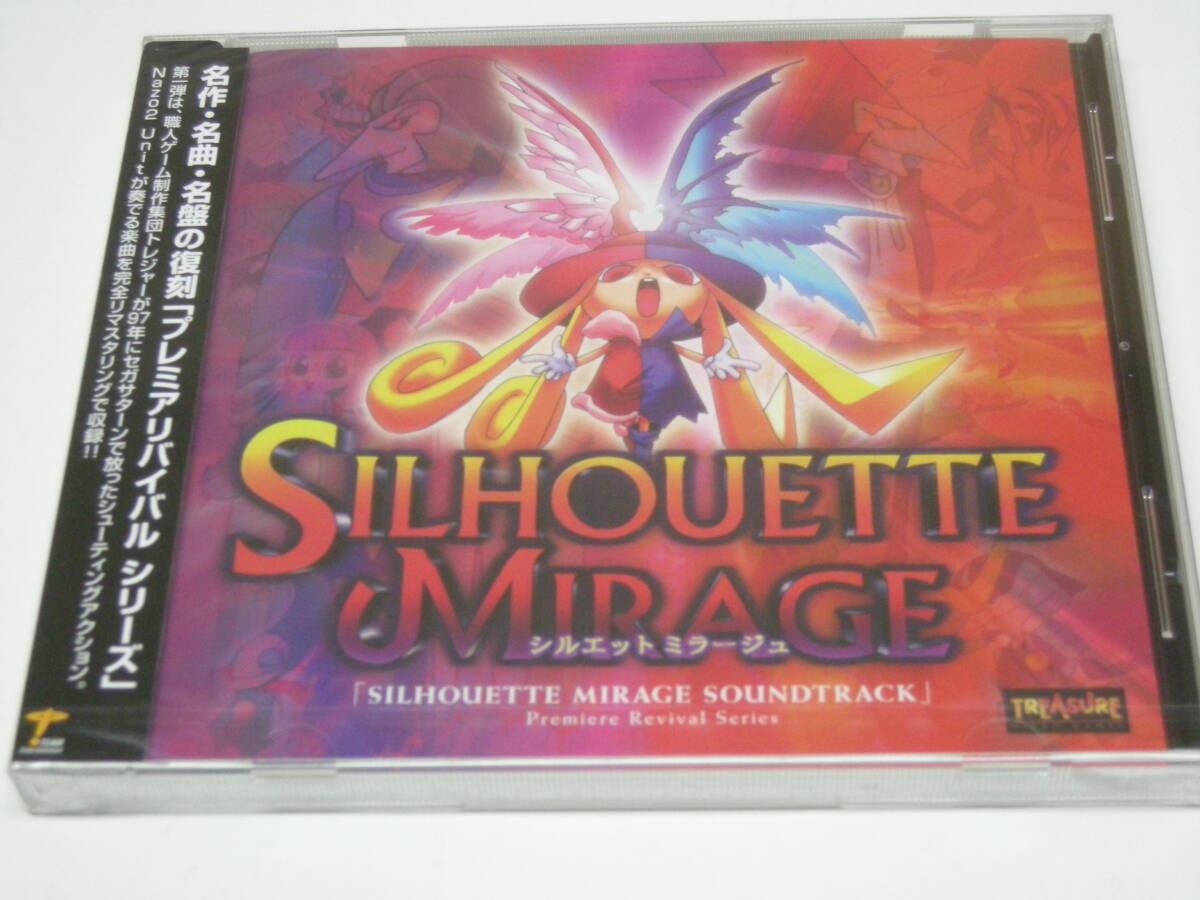 名作・名曲・名盤の復刻「プレミアリバイバル シリーズ」
第一弾は、職人ゲーム制作集団トレジャーが97年にセガサターンで放ったシューティングアクション。
Nazo2 Unitが奏でる楽曲を完全リマスタリングで収録!!
SILHOUETTE
MIRAGE
シルエットミラージュ
「SILHOUETTE MIRAGE SOUNDTRACK」
Premiere Revival Series
TREASURE